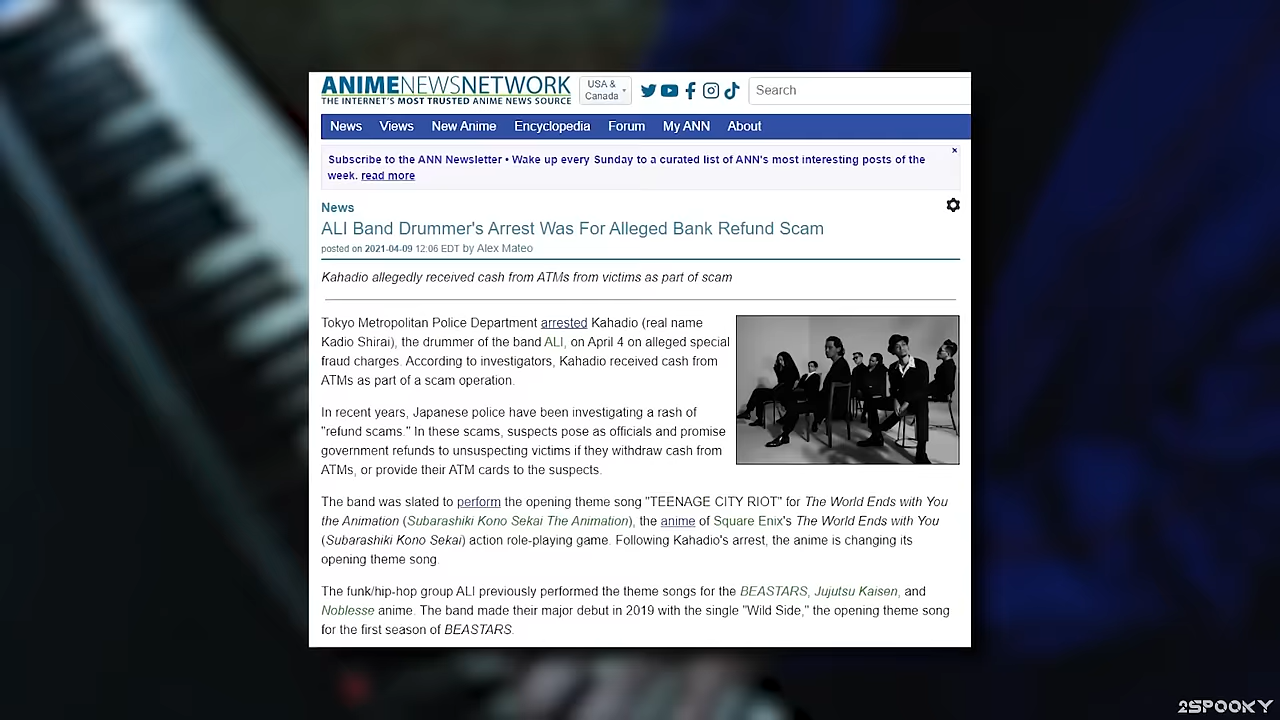 ANIMENEWSNETWORK
THE INTERNET'S MOST TRUSTED ANIME NEWS SOURCE
USA &
Canada
Search
News Views New Anime Encyclopedia Forum My ANN About
Subscribe to the ANN Newsletter • Wake up every Sunday to a curated list of ANN's most interesting posts of the
week. read more
News
ALI Band Drummer's Arrest Was For Alleged Bank Refund Scam
posted on 2021-04-09 12:06 EDT by Alex Mateo
Kahadio allegedly received cash from ATMs from victims as part of scam
Tokyo Metropolitan Police Department arrested Kahadio (real name
Kadio Shirai), the drummer of the band ALI, on April 4 on alleged special
fraud charges. According to investigators, Kahadio received cash from
ATMs as part of a scam operation.
In recent years, Japanese police have been investigating a rash of
"refund scams." In these scams, suspects pose as officials and promise
government refunds to unsuspecting victims if they withdraw cash from
ATMs, or provide their ATM cards to the suspects.
The band was slated to perform the opening theme song "TEENAGE CITY RIOT" for The World Ends with You
the Animation (Subarashiki Kono Sekai The Animation), the anime of Square Enix's The World Ends with You
(Subarashiki Kono Sekai) action role-playing game. Following Kahadio's arrest, the anime is changing its
opening theme song.
The funk/hip-hop group ALI previously performed the theme songs for the BEASTARS, Jujutsu Kaisen, and
Noblesse anime. The band made their major debut in 2019 with the single "Wild Side," the opening theme song
for the first season of BEASTARS.
2SPOOKY